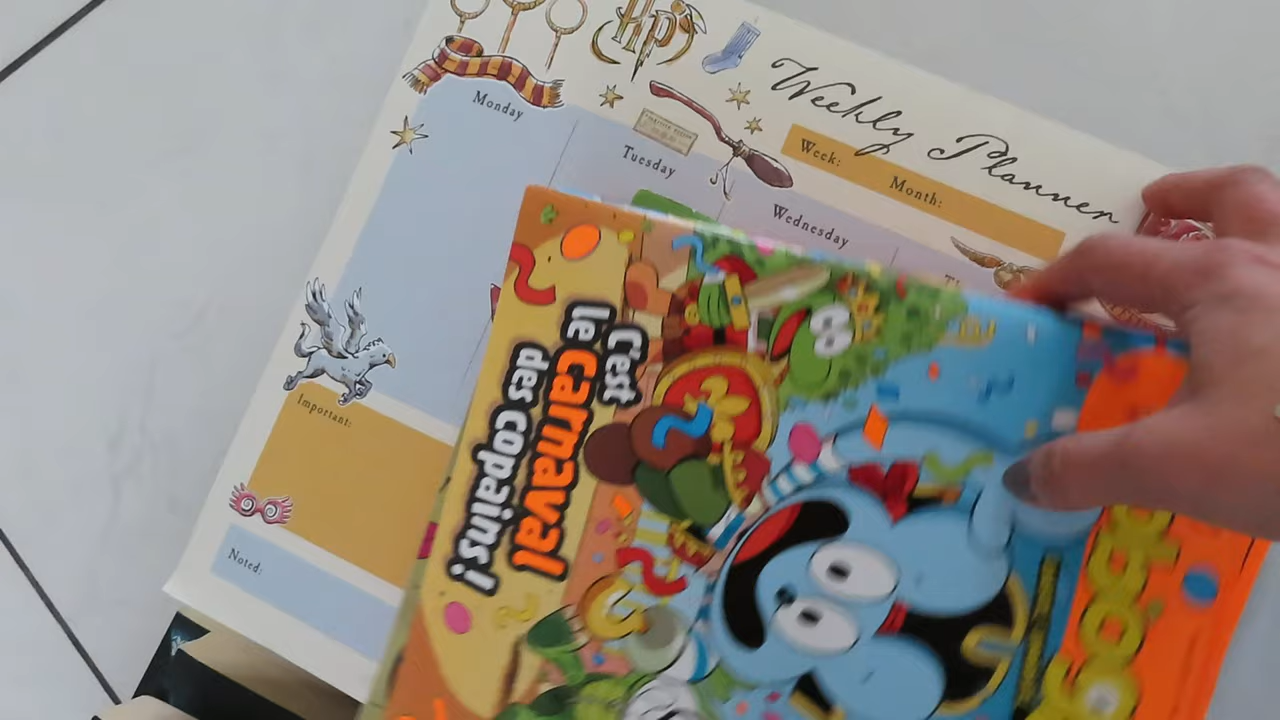 HP
Weekly Planner
Week:
Month:
Monday
Tuesday
Wednesday
Important:
Noted:
C'est
le Carnaval
des copains!